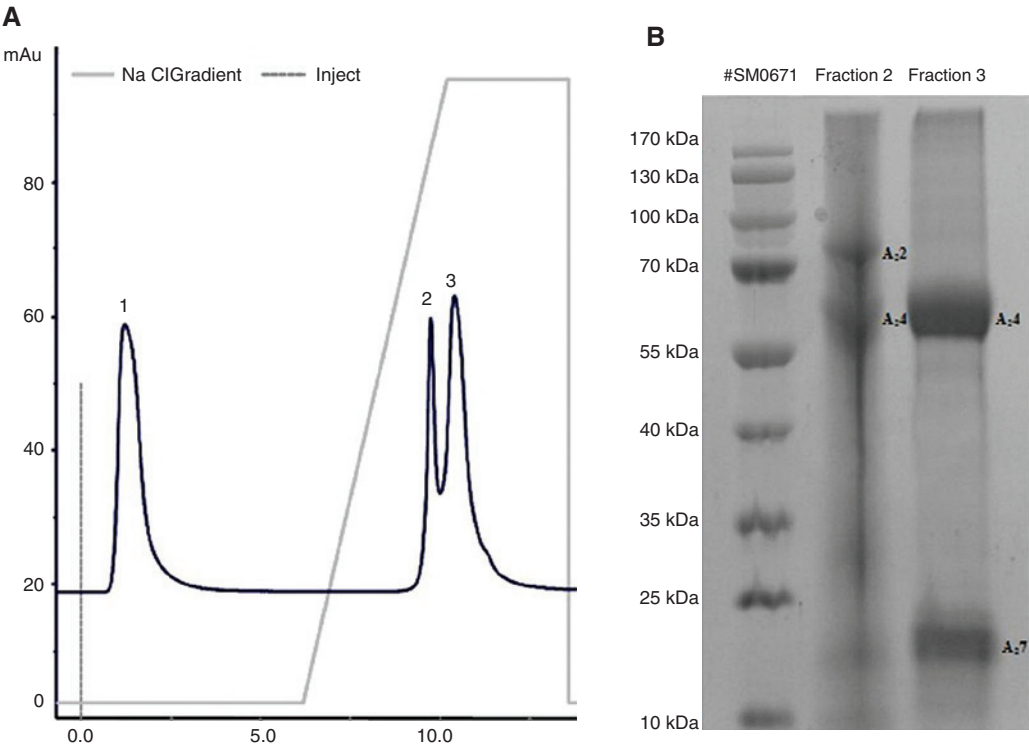 A
mAu
Na ClGradient
Inject
80
60
40
20
0
0.0
5.0
10.0
1
2
3
B
#SM0671
Fraction 2
Fraction 3
170 kDa
130 kDa
100 kDa
70 kDa
55 kDa
40 kDa
35 kDa
25 kDa
10 kDa
A₂2
A₂4
A₂4
A₂7